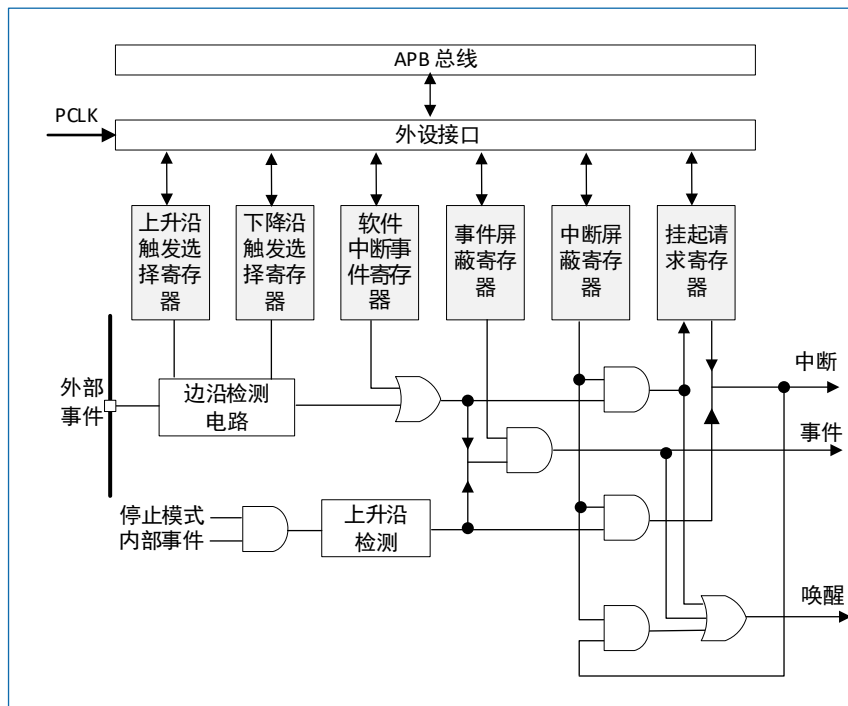 APB 总线
PCLK
外设接口
上升沿
触发选
择寄存
器
下降沿
触发选
择寄存
器
软件
中断事
件寄存
器
事件屏
蔽寄存
器
中断屏
蔽寄存
器
挂起请
求寄存
器
中断
外部
事件
边沿检测
电路
事件
停止模式
内部事件
上升沿
检测
唤醒